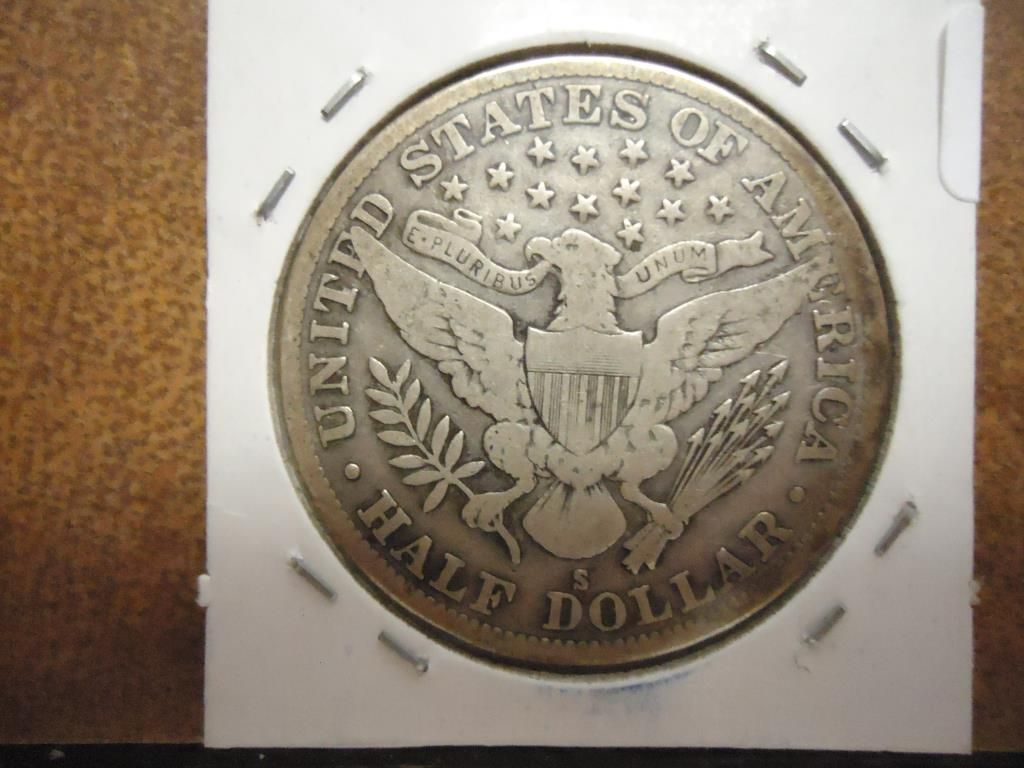 UNITED STATES OF AMERICA
E·PLURIBUS UNUM
S
· HALF DOLLAR ·